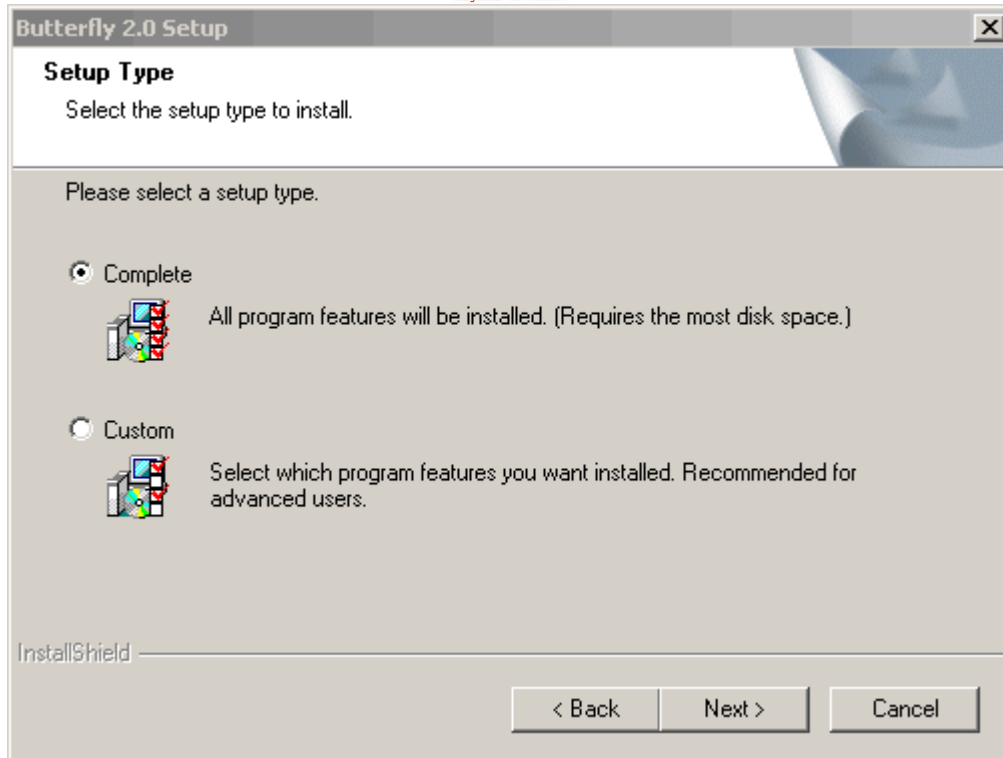 Butterfly 2.0 Setup
Setup Type
Select the setup type to install.
Please select a setup type.
Complete
All program features will be installed. (Requires the most disk space.)
Custom
Select which program features you want installed. Recommended for
advanced users.
InstallShield
< Back
Next >
Cancel